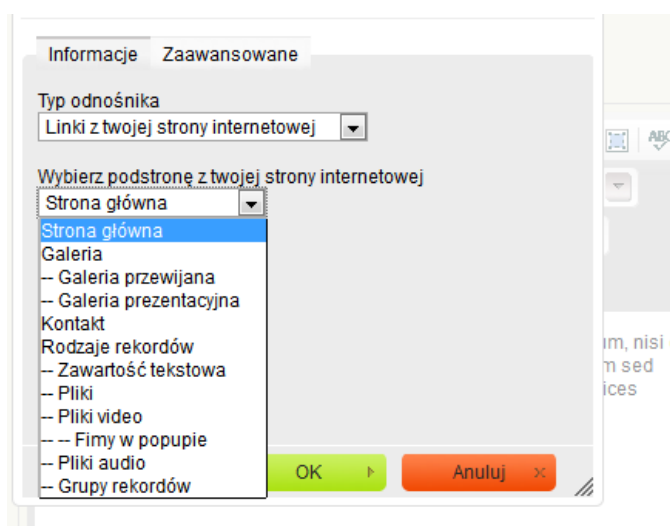 Informacje Zaawansowane
Typ odnośnika
Linki z twojej strony internetowej
ABC
Wybierz podstronę z twojej strony internetowej
Strona główna
Strona główna
Galeria
-- Galeria przewijana
-- Galeria prezentacyjna
Kontakt
Rodzaje rekordów
-- Zawartość tekstowa
-- Pliki
-- Pliki video
-- -- Fimy w popupie
-- Pliki audio
-- Grupy rekordów
um, nisi
m sed
ices
OK Anuluj